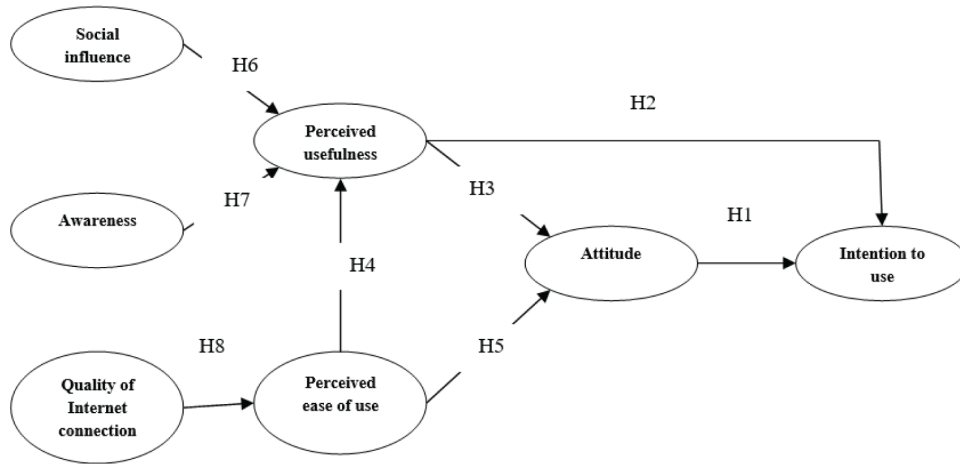 Social
influence
H6
H2
Perceived
usefulness
H3
H7
Awareness
H1
Attitude
Intention to
use
H4
H8
H5
Quality of
Internet
connection
Perceived
ease of use